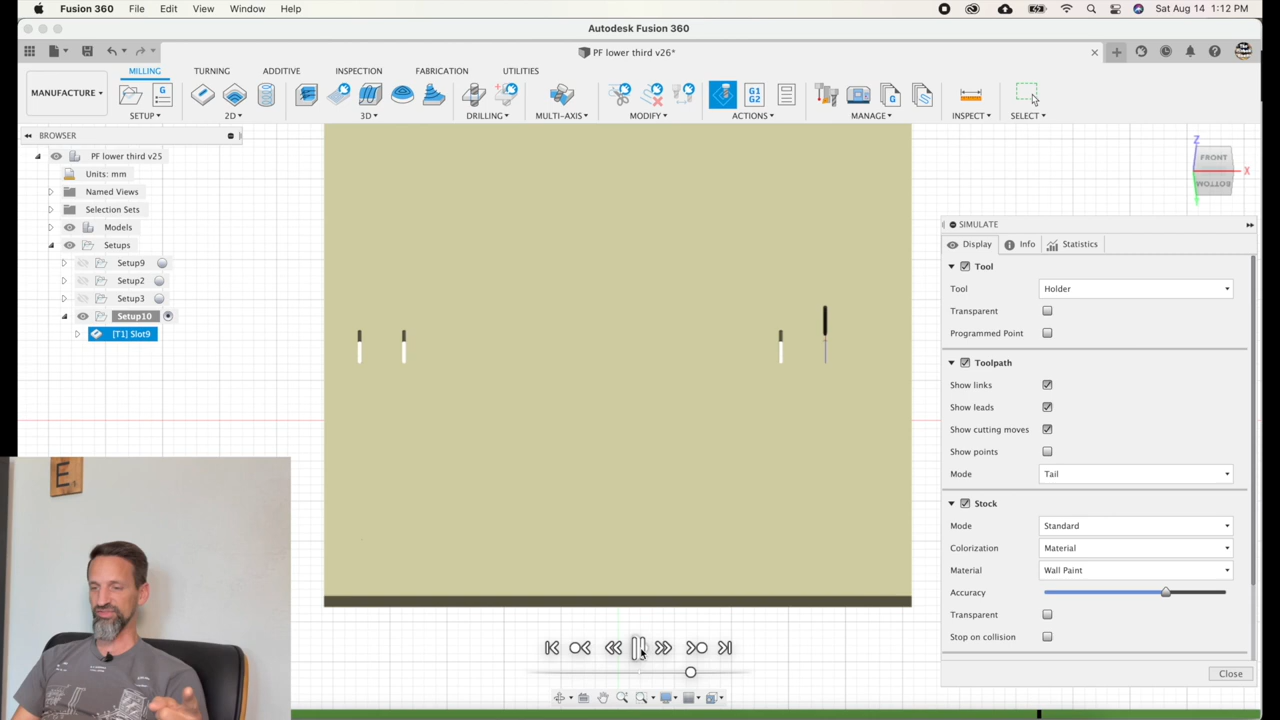 Fusion 360 File Edit View Window Help Sat Aug 14 1:12 PM
Autodesk Fusion 360
PF lower third v26*
MILLING TURNING ADDITIVE INSPECTION FABRICATION UTILITIES
MANUFACTURE
G G1 G2
SETUP 2D 3D DRILLING MULTI-AXIS MODIFY ACTIONS MANAGE INSPECT SELECT
BROWSER
PF lower third v25
Units: mm
Named Views
Selection Sets
Models
Setups
Setup9
Setup2
Setup3
Setup10
[T1] Slot9
Z
FRONT
X
BOTTOM
SIMULATE
Display Info Statistics
Tool
Tool Holder
Transparent
Programmed Point
Toolpath
Show links
Show leads
Show cutting moves
Show points
Mode Tail
Stock
Mode Standard
Colorization Material
Material Wall Paint
Accuracy
Transparent
Stop on collision
Close
E